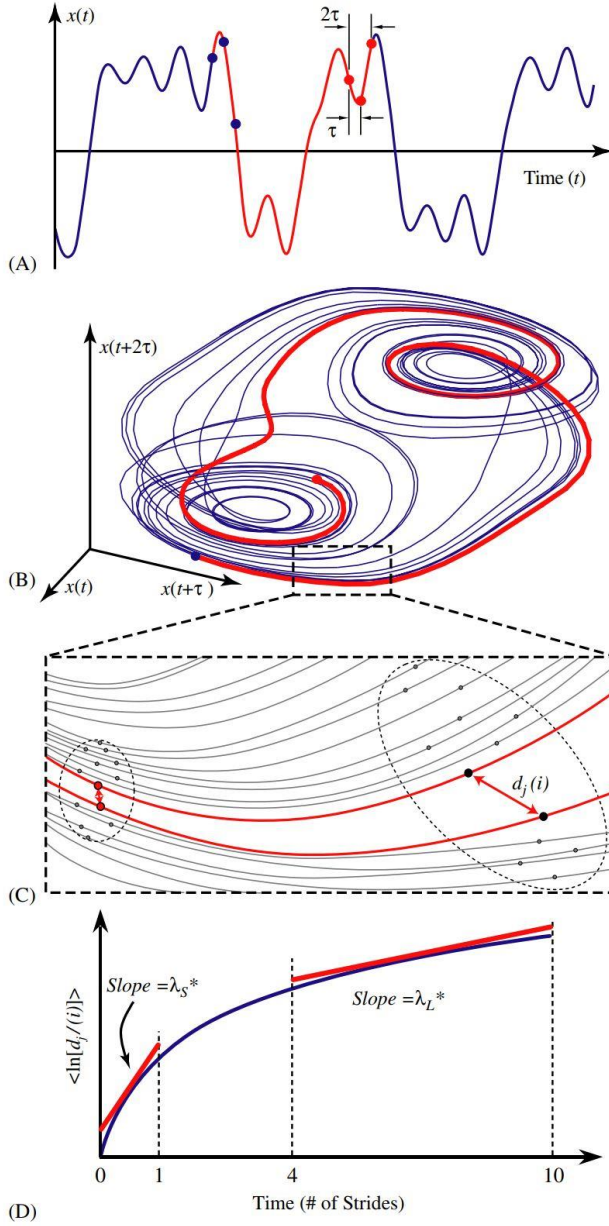 x(t)
2τ
τ
Time (t)
(A)
x(t+2τ)
x(t+τ)
x(t)
(B)
d_j(i)
(C)
<ln[d_j/(i)]>
Slope =λ_S*
Slope =λ_L*
0 1 4 10
Time (# of Strides)
(D)